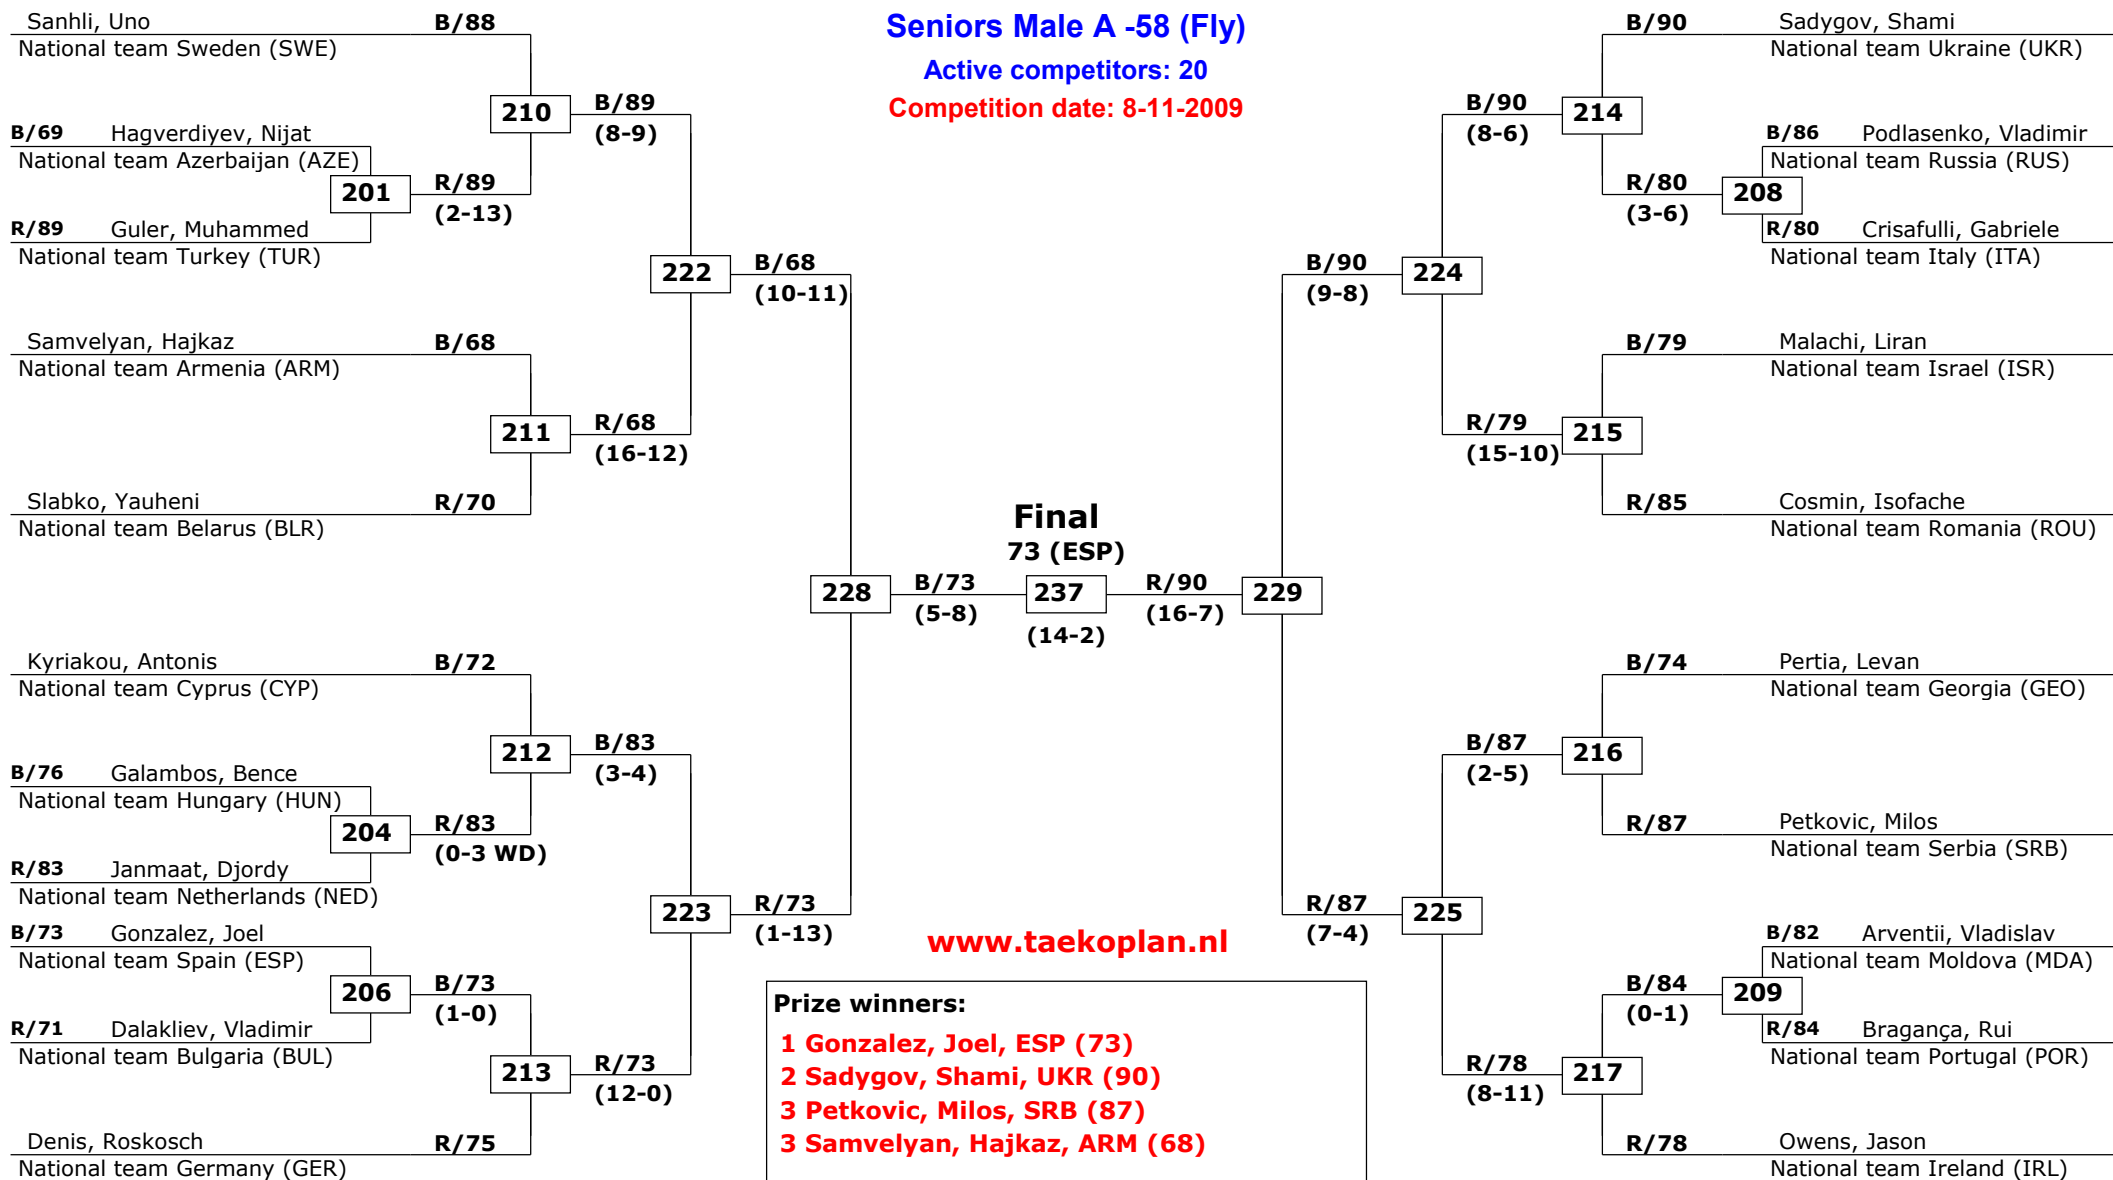 Seniors Male A -58 (Fly)
Active competitors: 20
Competition date: 8-11-2009
Sanhli, Uno
B/88
National team Sweden (SWE)
210
B/89
(8-9)
B/69 Hagverdiyev, Nijat
National team Azerbaijan (AZE)
201
R/89
(2-13)
R/89 Guler, Muhammed
National team Turkey (TUR)
222
B/68
(10-11)
Samvelyan, Hajkaz
B/68
National team Armenia (ARM)
211
R/68
(16-12)
Slabko, Yauheni
R/70
National team Belarus (BLR)
Kyriakou, Antonis
B/72
National team Cyprus (CYP)
212
B/83
(3-4)
B/76 Galambos, Bence
National team Hungary (HUN)
204
R/83
(0-3 WD)
R/83 Janmaat, Djordy
National team Netherlands (NED)
223
R/73
(1-13)
B/73 Gonzalez, Joel
National team Spain (ESP)
206
B/73
(1-0)
R/71 Dalakliev, Vladimir
National team Bulgaria (BUL)
213
R/73
(12-0)
Denis, Roskosch
R/75
National team Germany (GER)
228
B/73
(5-8)
Final
73 (ESP)
237
(14-2)
R/90
(16-7)
229
B/90
Sadygov, Shami
National team Ukraine (UKR)
B/90
(8-6)
214
B/86 Podlasenko, Vladimir
National team Russia (RUS)
R/80
(3-6)
208
R/80 Crisafulli, Gabriele
National team Italy (ITA)
B/90
(9-8)
224
B/79
Malachi, Liran
National team Israel (ISR)
R/79
(15-10)
215
R/85
Cosmin, Isofache
National team Romania (ROU)
B/74
Pertia, Levan
National team Georgia (GEO)
B/87
(2-5)
216
R/87
Petkovic, Milos
National team Serbia (SRB)
R/87
(7-4)
225
B/82 Arventii, Vladislav
National team Moldova (MDA)
B/84
(0-1)
209
R/84 Bragança, Rui
National team Portugal (POR)
R/78
(8-11)
217
R/78
Owens, Jason
National team Ireland (IRL)
www.taekoplan.nl
Prize winners:
1 Gonzalez, Joel, ESP (73)
2 Sadygov, Shami, UKR (90)
3 Petkovic, Milos, SRB (87)
3 Samvelyan, Hajkaz, ARM (68)